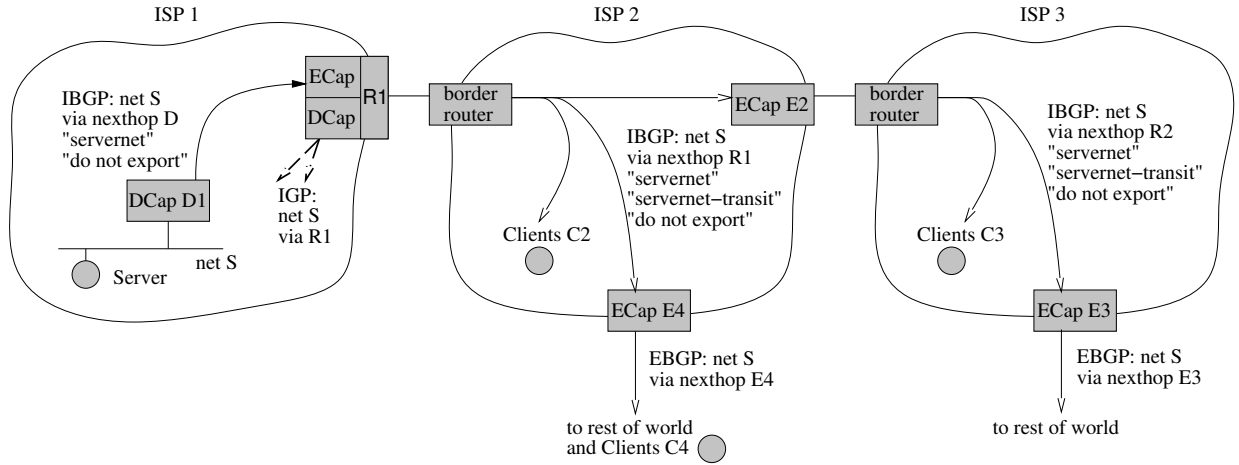 ISP 1
ISP 2
ISP 3
ECap
DCap
R1
IBGP: net S
via nexthop D
"servernet"
"do not export"
DCap D1
IGP:
net S
via R1
net S
Server
border
router
ECap E2
IBGP: net S
via nexthop R1
"servernet"
"servernet−transit"
"do not export"
Clients C2
ECap E4
EBGP: net S
via nexthop E4
to rest of world
and Clients C4
border
router
IBGP: net S
via nexthop R2
"servernet"
"servernet−transit"
"do not export"
Clients C3
ECap E3
EBGP: net S
via nexthop E3
to rest of world